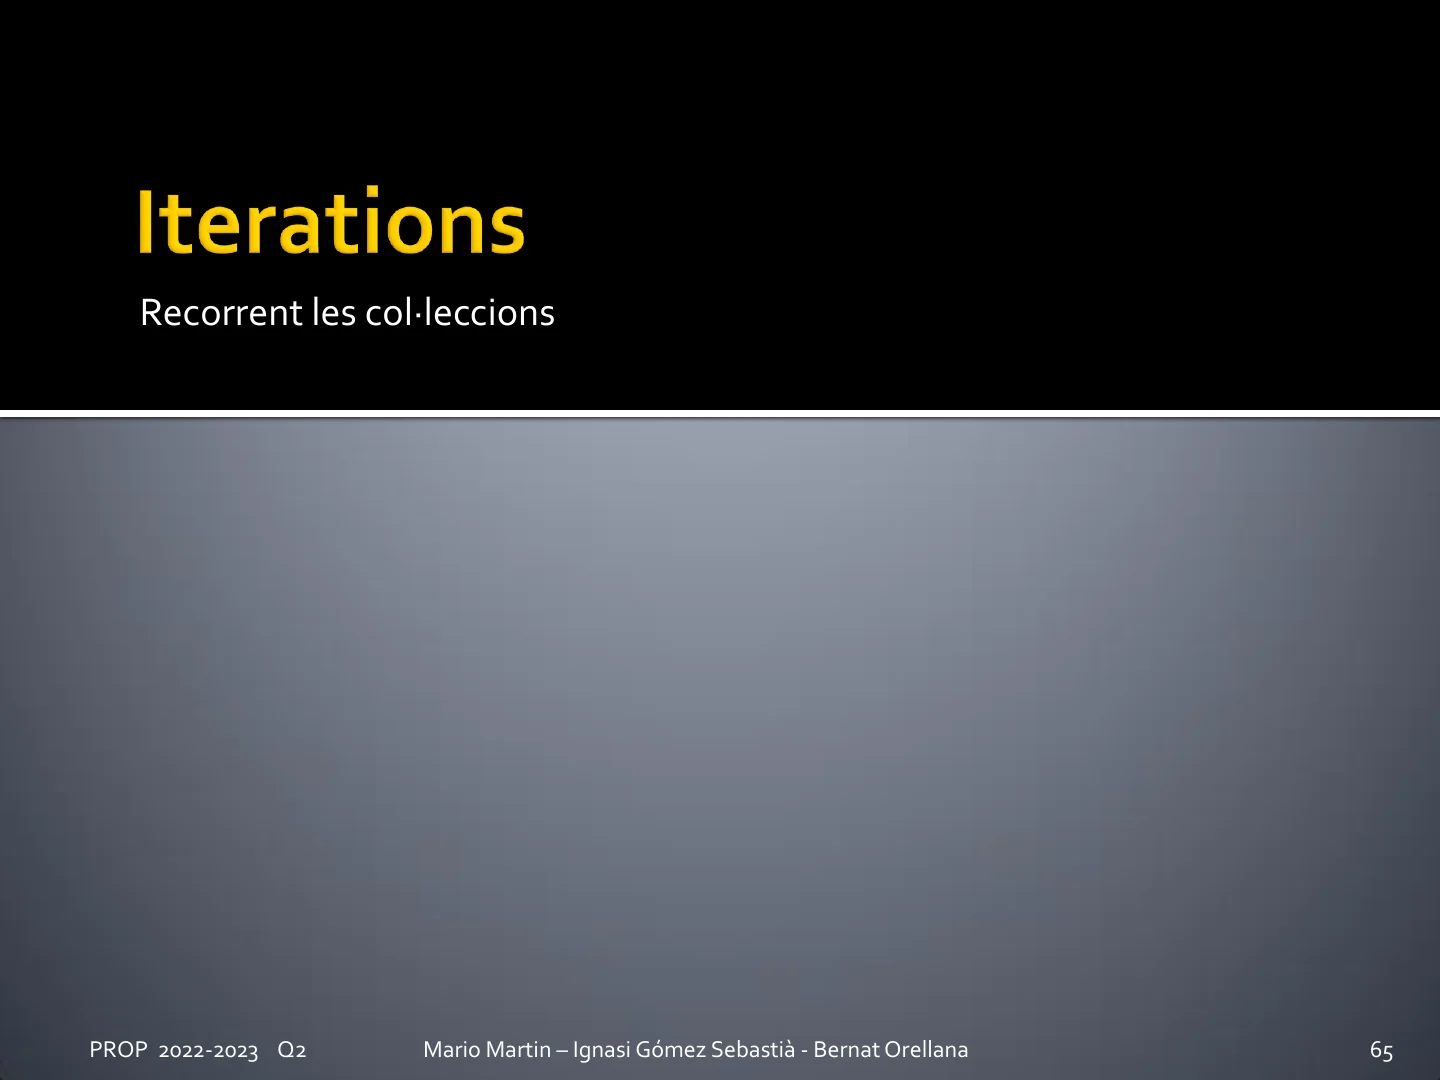 Iterations
Recorrent les col·leccions
PROP 2022-2023 Q2
Mario Martin – Ignasi Gómez Sebastià - Bernat Orellana
65